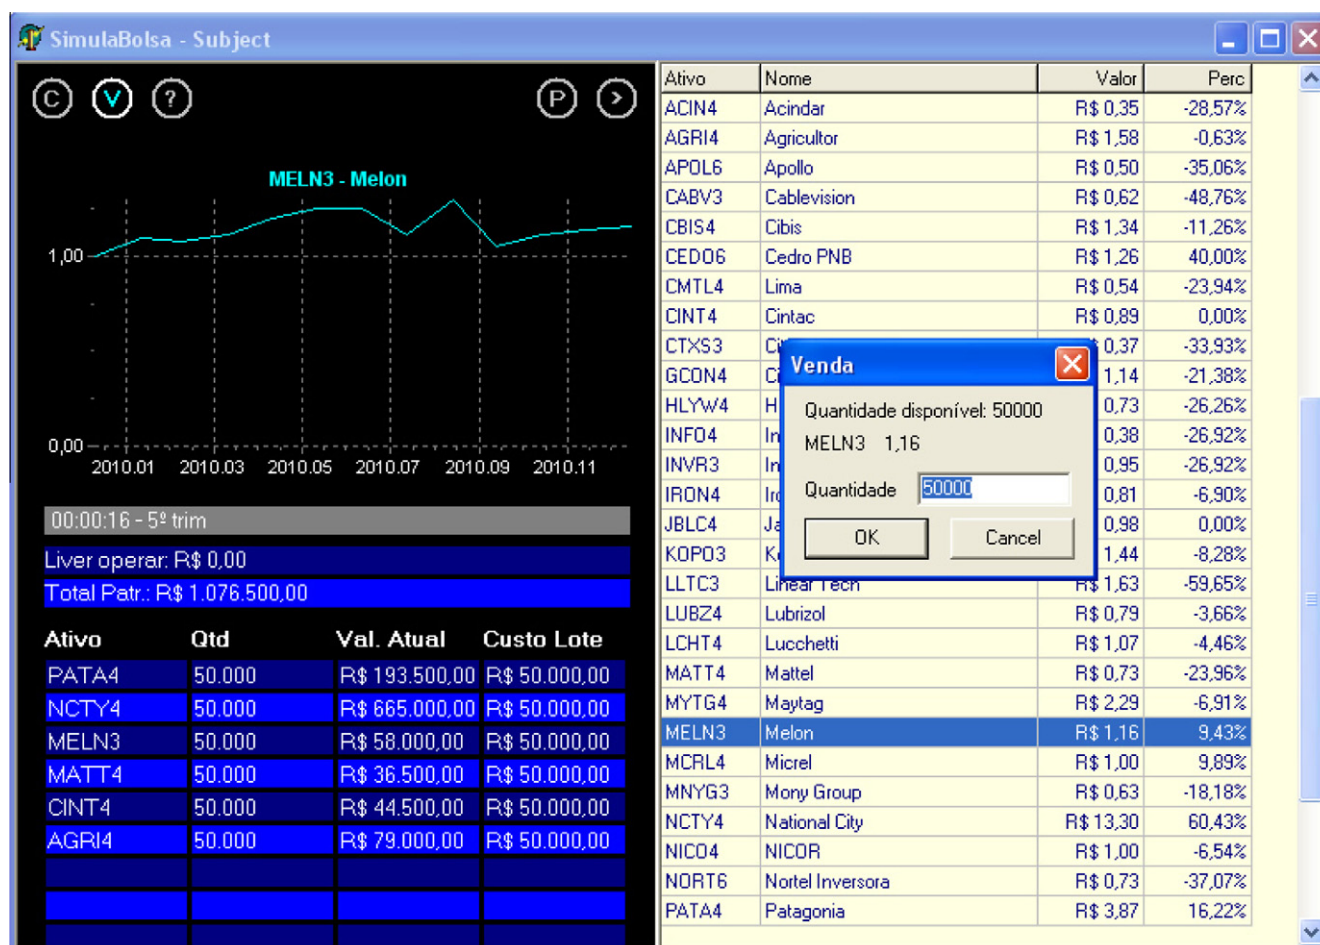 SimulaBolsa - Subject
C V ? P >
MELN3 - Melon
1,00
0,00
2010.01 2010.03 2010.05 2010.07 2010.09 2010.11
00:00:16 - 5º trim
Liver operar: R$ 0,00
Total Patr.: R$ 1.076.500,00
Ativo Qtd Val. Atual Custo Lote
PATA4 50.000 R$ 193.500,00 R$ 50.000,00
NCTY4 50.000 R$ 665.000,00 R$ 50.000,00
MELN3 50.000 R$ 58.000,00 R$ 50.000,00
MATT4 50.000 R$ 36.500,00 R$ 50.000,00
CINT4 50.000 R$ 44.500,00 R$ 50.000,00
AGRI4 50.000 R$ 79.000,00 R$ 50.000,00
Ativo Nome Valor Perc
ACIN4 Acindar R$ 0,35 -28,57%
AGRI4 Agricultor R$ 1,58 -0,63%
APOL6 Apollo R$ 0,50 -35,06%
CABV3 Cablevision R$ 0,62 -48,76%
CBIS4 Cibis R$ 1,34 -11,26%
CEDO6 Cedro PNB R$ 1,26 40,00%
CMTL4 Lima R$ 0,54 -23,94%
CINT4 Cintac R$ 0,89 0,00%
CTXS3 0,37 -33,93%
GCON4 1,14 -21,38%
HLYW4 0,73 -26,26%
INFO4 0,38 -26,92%
INVR3 0,95 -26,92%
IRON4 0,81 -6,90%
JBLC4 0,98 0,00%
KOPO3 1,44 -8,28%
LLTC3 Linear Tech R$ 1,63 -59,65%
LUBZ4 Lubrizol R$ 0,79 -3,66%
LCHT4 Lucchetti R$ 1,07 -4,46%
MATT4 Mattel R$ 0,73 -23,96%
MYTG4 Maytag R$ 2,29 -6,91%
MELN3 Melon R$ 1,16 9,43%
MCRL4 Micrel R$ 1,00 9,89%
MNYG3 Mony Group R$ 0,63 -18,18%
NCTY4 National City R$ 13,30 60,43%
NICO4 NICOR R$ 1,00 -6,54%
NORT6 Nortel Inversora R$ 0,73 -37,07%
PATA4 Patagonia R$ 3,87 16,22%
Venda
Quantidade disponível: 50000
MELN3 1,16
Quantidade 50000
OK Cancel